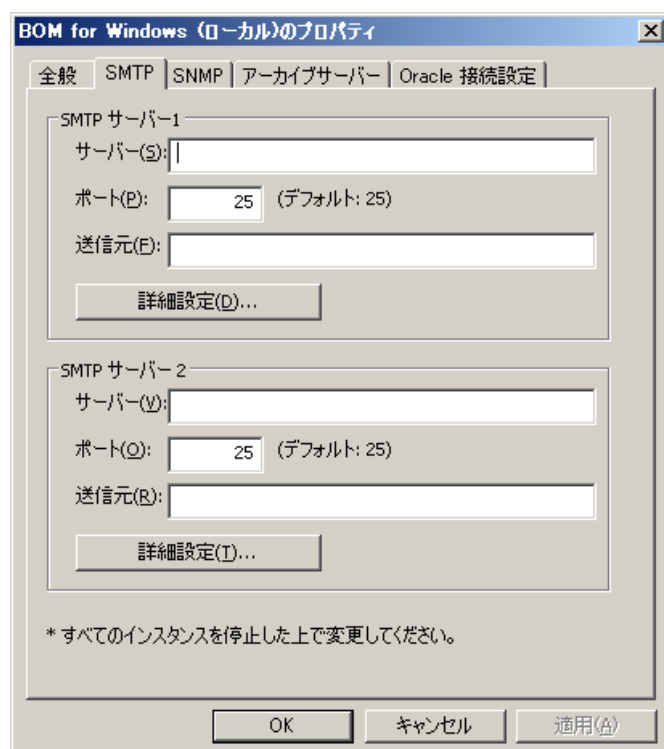 BOM for Windows (ローカル)のプロパティ
全般 SMTP SNMP アーカイブサーバー Oracle 接続設定
SMTP サーバー1
サーバー(S):
ポート(P): 25 (デフォルト: 25)
送信元(F):
詳細設定(D)...
SMTP サーバー 2
サーバー(V):
ポート(O): 25 (デフォルト: 25)
送信元(R):
詳細設定(T)...
* すべてのインスタンスを停止した上で変更してください。
OK キャンセル 適用(A)